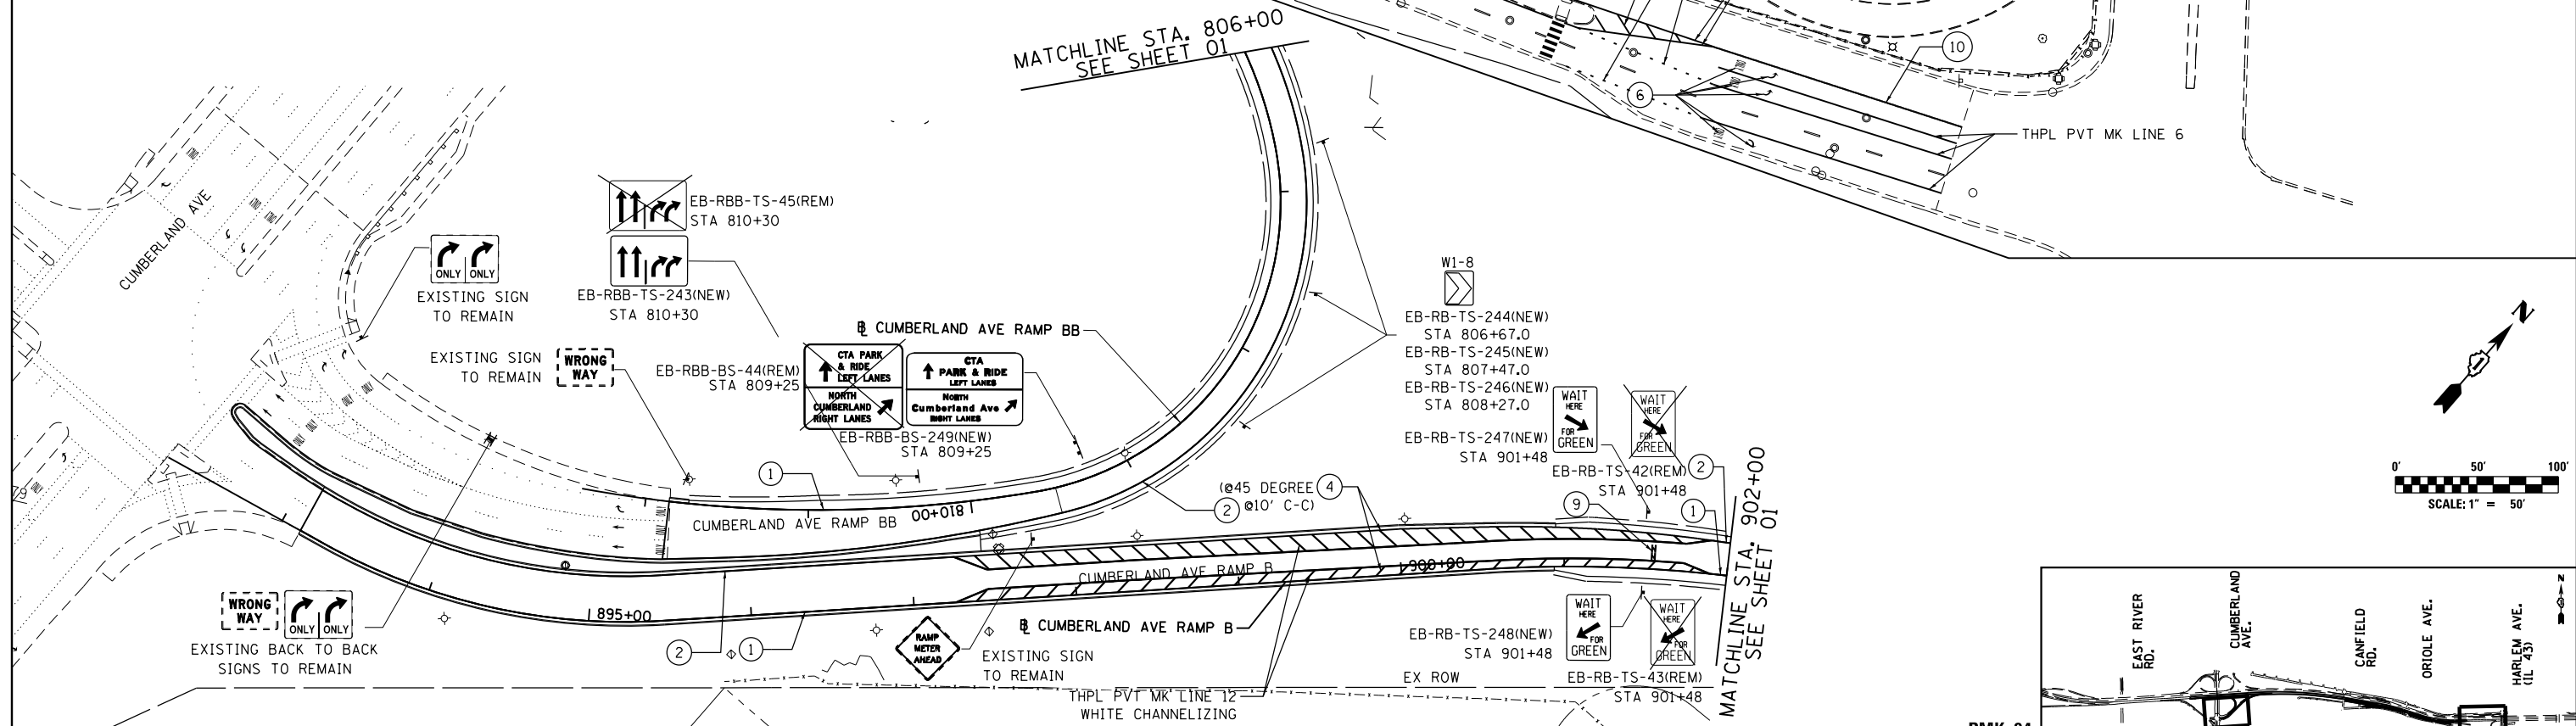 MATCHLINE STA. 806+00
SEE SHEET 01
10
6
THPL PVT MK LINE 6
CUMBERLAND AVE
ONLY ONLY
EXISTING SIGN
TO REMAIN
EB-RBB-TS-45(REM)
STA 810+30
EB-RBB-TS-243(NEW)
STA 810+30
EXISTING SIGN
TO REMAIN
WRONG
WAY
℄ CUMBERLAND AVE RAMP BB
EB-RBB-BS-44(REM)
STA 809+25
CTA PARK
& RIDE
LEFT LANES
NORTH
CUMBERLAND
RIGHT LANES
CTA
PARK & RIDE
LEFT LANES
NORTH
Cumberland Ave
RIGHT LANES
EB-RBB-BS-249(NEW)
STA 809+25
W1-8
EB-RB-TS-244(NEW)
STA 806+67.0
EB-RB-TS-245(NEW)
STA 807+47.0
EB-RB-TS-246(NEW)
STA 808+27.0
EB-RB-TS-247(NEW)
STA 901+48
WAIT
HERE
FOR
GREEN
WAIT
HERE
FOR
GREEN
EB-RB-TS-42(REM)
STA 901+48
2
1
9
1
CUMBERLAND AVE RAMP BB
810+00
(@45 DEGREE
@10' C-C)
4
2
MATCHLINE STA. 902+00
SEE SHEET 01
ONLY ONLY
CUMBERLAND AVE RAMP B
900+00
895+00
WRONG
WAY
ONLY ONLY
EXISTING BACK TO BACK
SIGNS TO REMAIN
2
1
RAMP
METER
AHEAD
EXISTING SIGN
TO REMAIN
℄ CUMBERLAND AVE RAMP B
THPL PVT MK LINE 12
WHITE CHANNELIZING
EB-RB-TS-248(NEW)
STA 901+48
WAIT
HERE
FOR
GREEN
WAIT
HERE
FOR
GREEN
EX ROW
EB-RB-TS-43(REM)
STA 901+48
N
0' 50' 100'
SCALE: 1" = 50'
EAST RIVER
RD.
CUMBERLAND
AVE.
CANFIELD
RD.
ORIOLE AVE.
HARLEM AVE.
(IL 43)
N